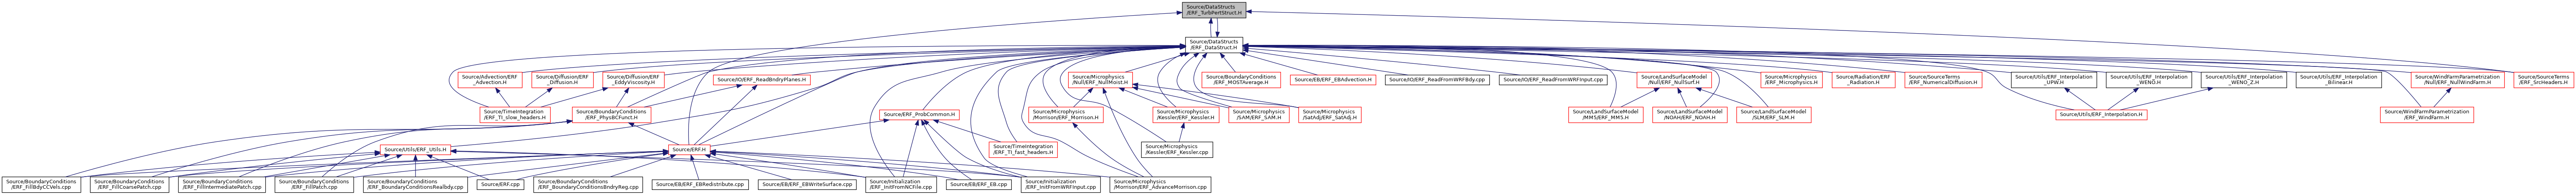 Source/DataStructs
/ERF_TurbPertStruct.H
Source/DataStructs
/ERF_DataStruct.H
Source/Advection/ERF
_Advection.H
Source/Diffusion/ERF
_Diffusion.H
Source/Diffusion/ERF
_EddyViscosity.H
Source/IO/ERF_ReadBndryPlanes.H
Source/Microphysics
/Null/ERF_NullMoist.H
Source/BoundaryConditions
/ERF_MOSTAverage.H
Source/EB/ERF_EBAdvection.H
Source/IO/ERF_ReadFromWRFBdy.cpp
Source/IO/ERF_ReadFromWRFInput.cpp
Source/LandSurfaceModel
/Null/ERF_NullSurf.H
Source/Microphysics
/ERF_Microphysics.H
Source/Radiation/ERF
_Radiation.H
Source/SourceTerms
/ERF_NumericalDiffusion.H
Source/Utils/ERF_Interpolation
_UPW.H
Source/Utils/ERF_Interpolation
_WENO.H
Source/Utils/ERF_Interpolation
_WENO_Z.H
Source/Utils/ERF_Interpolation
_Bilinear.H
Source/WindFarmParametrization
/Null/ERF_NullWindFarm.H
Source/SourceTerms
/ERF_SrcHeaders.H
Source/TimeIntegration
/ERF_TI_slow_headers.H
Source/BoundaryConditions
/ERF_PhysBCFunct.H
Source/ERF_ProbCommon.H
Source/Microphysics
/Morrison/ERF_Morrison.H
Source/Microphysics
/Kessler/ERF_Kessler.H
Source/Microphysics
/SAM/ERF_SAM.H
Source/Microphysics
/SatAdj/ERF_SatAdj.H
Source/LandSurfaceModel
/MM5/ERF_MM5.H
Source/LandSurfaceModel
/NOAH/ERF_NOAH.H
Source/LandSurfaceModel
/SLM/ERF_SLM.H
Source/Utils/ERF_Interpolation.H
Source/WindFarmParametrization
/ERF_WindFarm.H
Source/Utils/ERF_Utils.H
Source/ERF.H
Source/TimeIntegration
/ERF_TI_fast_headers.H
Source/Microphysics
/Kessler/ERF_Kessler.cpp
Source/BoundaryConditions
/ERF_FillBdyCCVels.cpp
Source/BoundaryConditions
/ERF_FillCoarsePatch.cpp
Source/BoundaryConditions
/ERF_FillIntermediatePatch.cpp
Source/BoundaryConditions
/ERF_FillPatch.cpp
Source/BoundaryConditions
/ERF_BoundaryConditionsRealbdy.cpp
Source/ERF.cpp
Source/BoundaryConditions
/ERF_BoundaryConditionsBndryReg.cpp
Source/EB/ERF_EBRedistribute.cpp
Source/EB/ERF_EBWriteSurface.cpp
Source/Initialization
/ERF_InitFromNCFile.cpp
Source/EB/ERF_EB.cpp
Source/Initialization
/ERF_InitFromWRFInput.cpp
Source/Microphysics
/Morrison/ERF_AdvanceMorrison.cpp